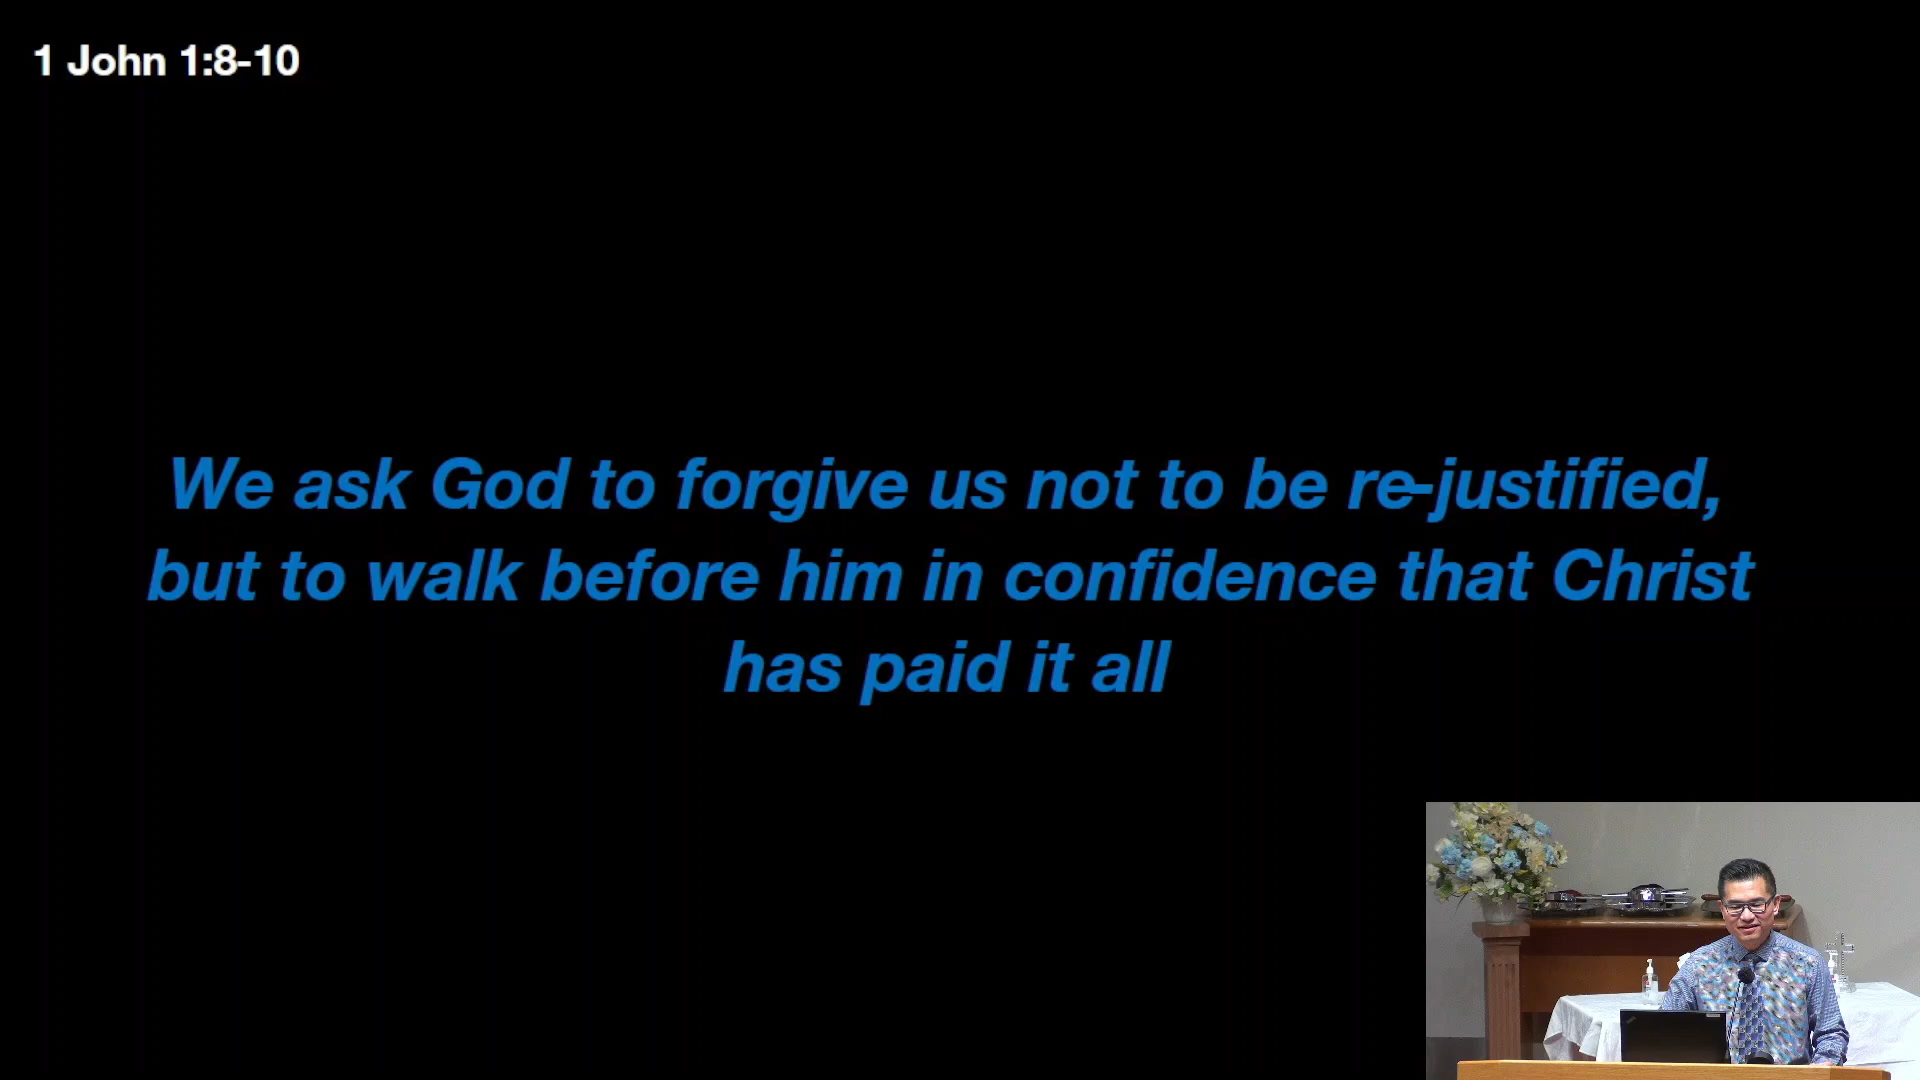 1 John 1:8-10
We ask God to forgive us not to be re-justified,
but to walk before him in confidence that Christ
has paid it all